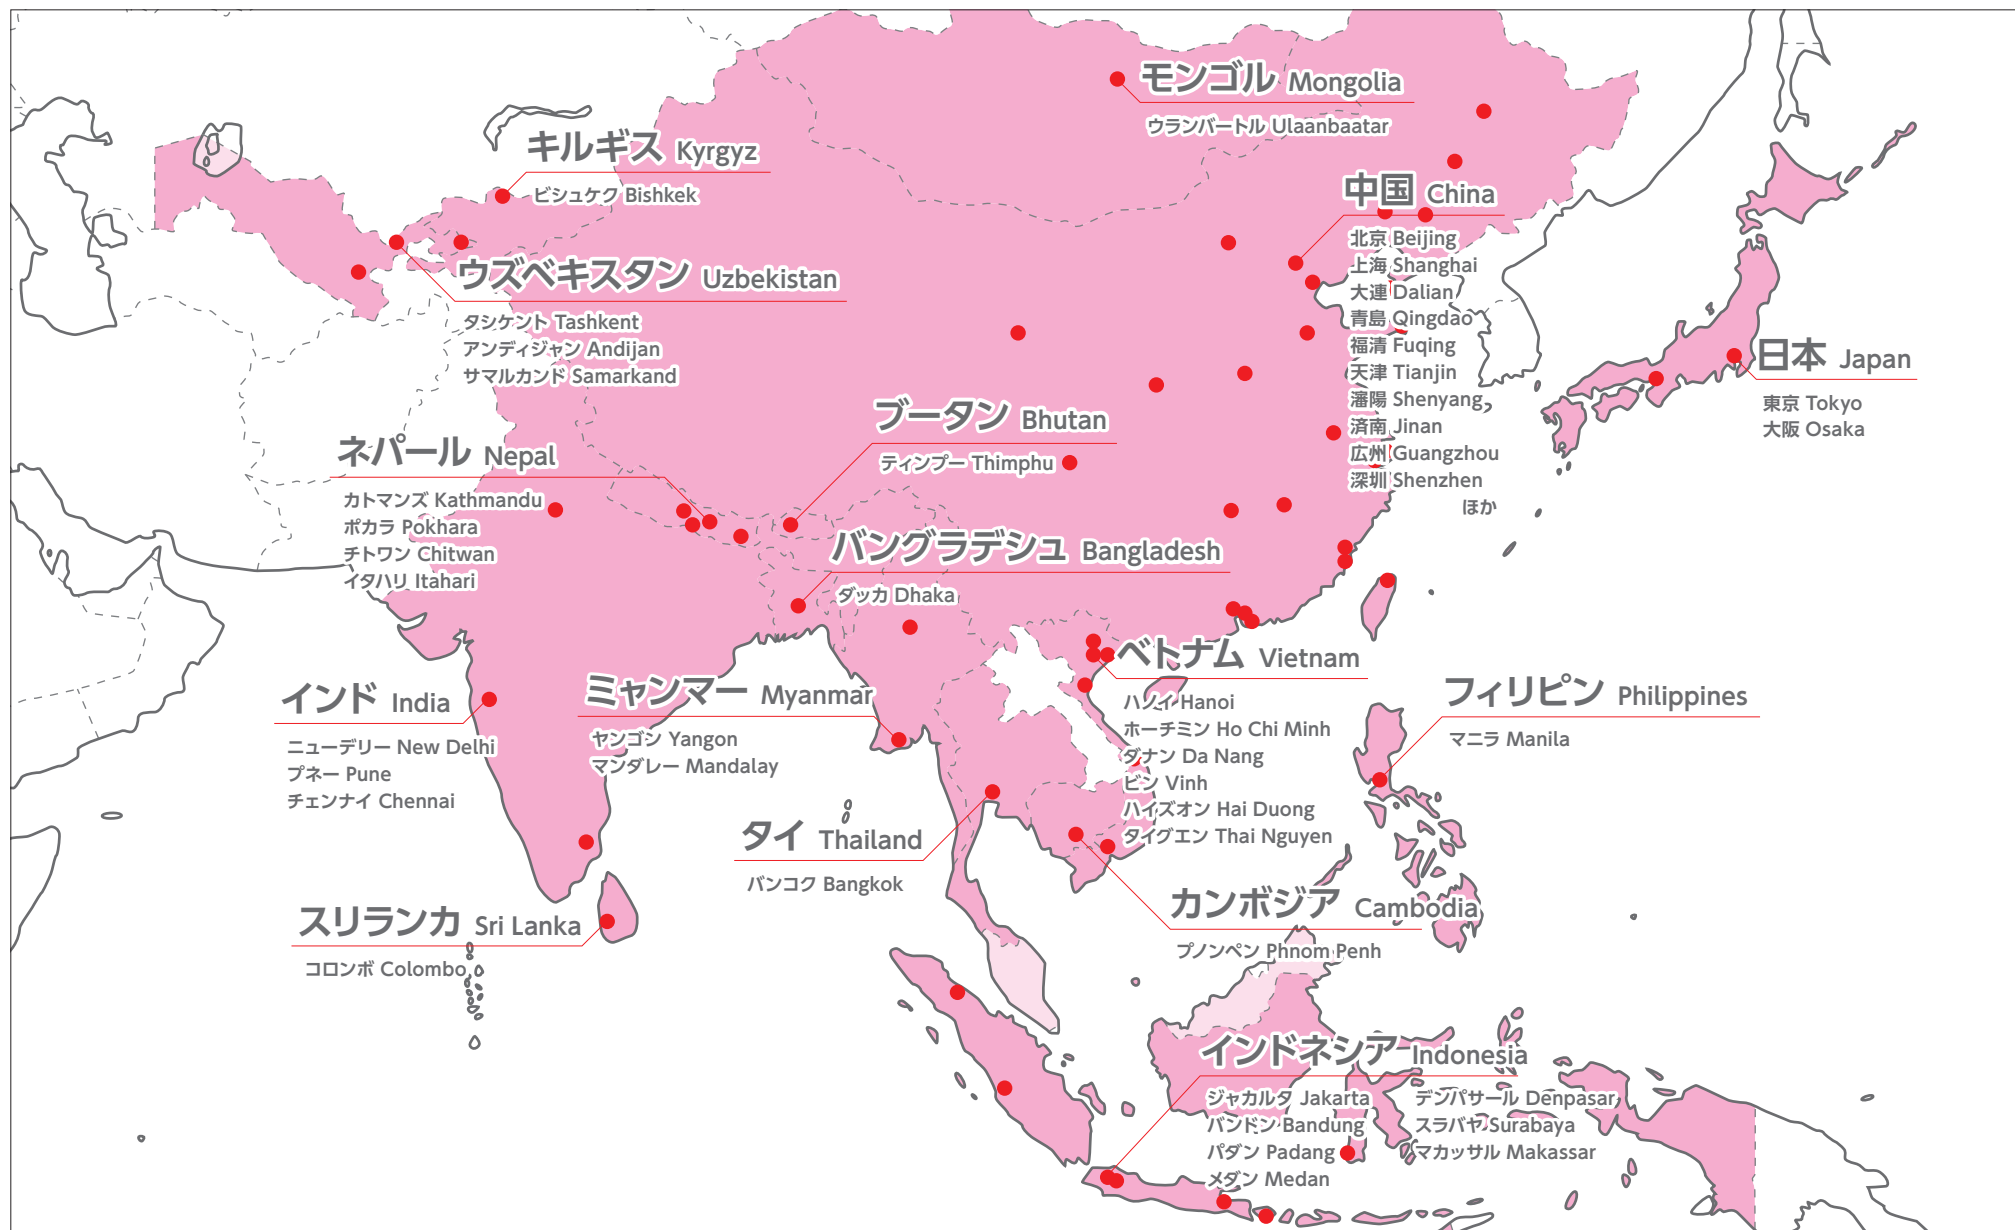 モンゴル Mongolia
ウランバートル Ulaanbaatar
キルギス Kyrgyz
ビシュケク Bishkek
中国 China
北京 Beijing
上海 Shanghai
大連 Dalian
青島 Qingdao
福清 Fuqing
天津 Tianjin
瀋陽 Shenyang
済南 Jinan
広州 Guangzhou
深圳 Shenzhen
ほか
ウズベキスタン Uzbekistan
タシケント Tashkent
アンディジャン Andijan
サマルカンド Samarkand
日本 Japan
東京 Tokyo
大阪 Osaka
ブータン Bhutan
ティンプー Thimphu
ネパール Nepal
カトマンズ Kathmandu
ポカラ Pokhara
チトワン Chitwan
イタハリ Itahari
バングラデシュ Bangladesh
ダッカ Dhaka
ベトナム Vietnam
ハノイ Hanoi
ホーチミン Ho Chi Minh
ダナン Da Nang
ビン Vinh
ハイズオン Hai Duong
タイグエン Thai Nguyen
インド India
ニューデリー New Delhi
プネー Pune
チェンナイ Chennai
ミャンマー Myanmar
ヤンゴン Yangon
マンダレー Mandalay
フィリピン Philippines
マニラ Manila
タイ Thailand
バンコク Bangkok
カンボジア Cambodia
プノンペン Phnom Penh
スリランカ Sri Lanka
コロンボ Colombo
インドネシア Indonesia
ジャカルタ Jakarta
バンドン Bandung
パダン Padang
メダン Medan
デンパサール Denpasar
スラバヤ Surabaya
マカッサル Makassar